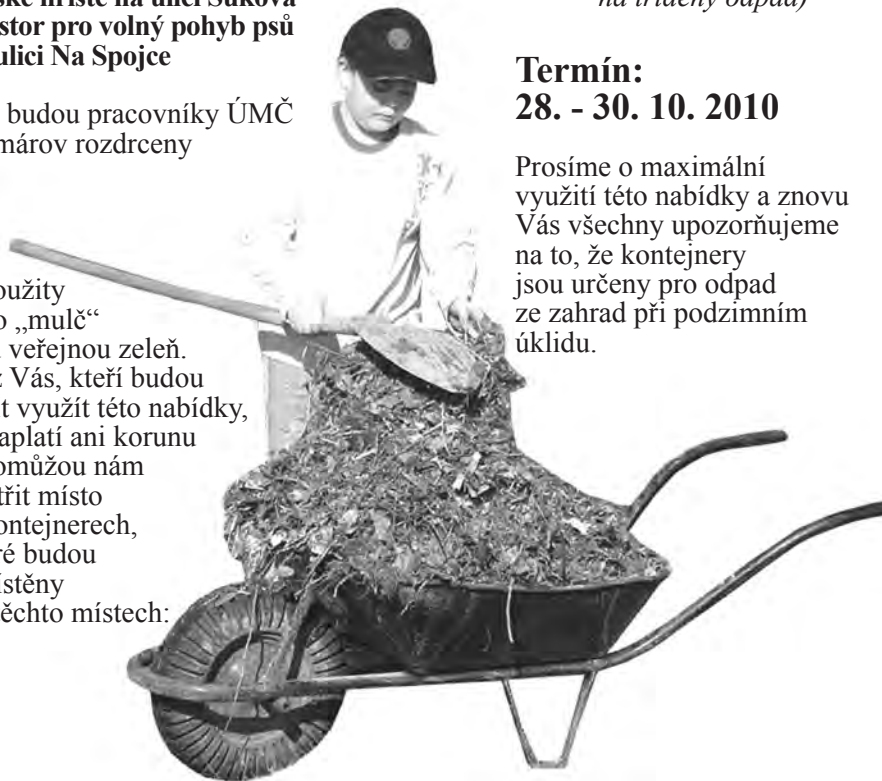 ské hřiště na ulici Sukova
stor pro volný pohyb psů
ulici Na Spojce
budou pracovníky ÚMČ
márov rozdrceny
oužity
o „mulč“
veřejnou zeleň.
z Vás, kteří budou
it využít této nabídky,
aplatí ani korunu
omůžou nám
třit místo
ontejnerech,
ré budou
ístěny
ěchto místech:
na tříděný odpad)
Termín:
28. - 30. 10. 2010
Prosíme o maximální
využití této nabídky a znovu
Vás všechny upozorňujeme
na to, že kontejnery
jsou určeny pro odpad
ze zahrad při podzimním
úklidu.